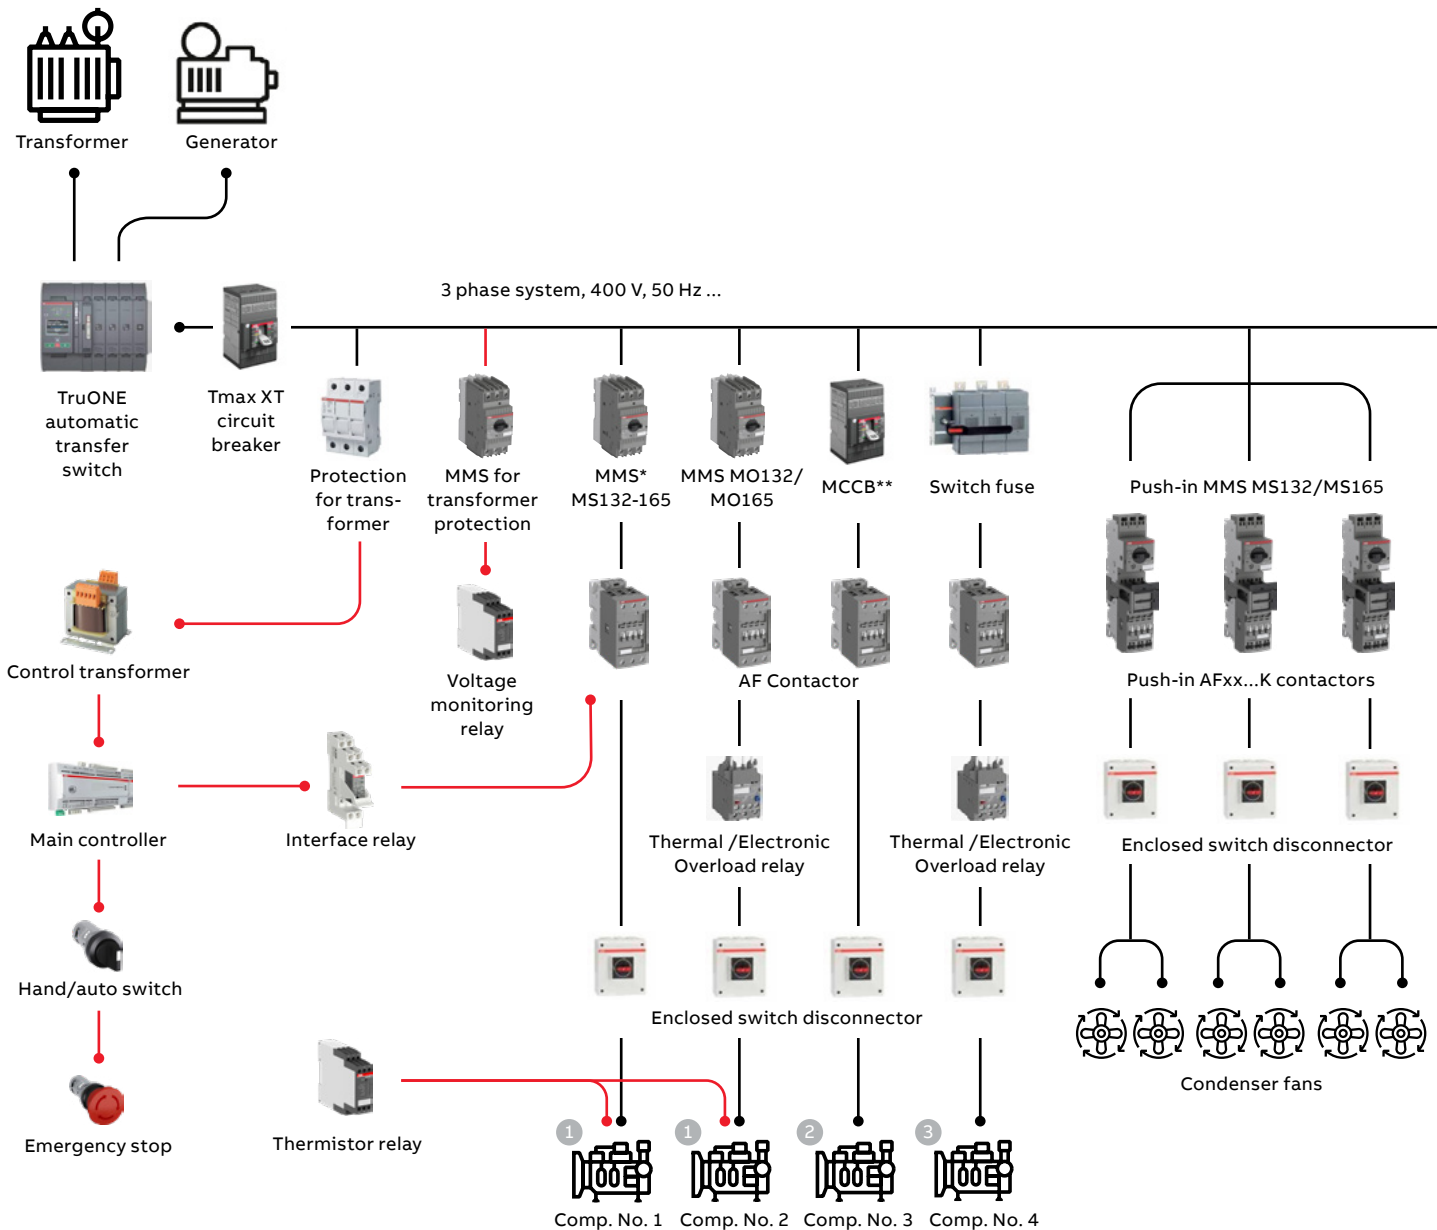 Transformer
Generator
3 phase system, 400 V, 50 Hz ...
TruONE
automatic
transfer
switch
Tmax XT
circuit
breaker
Protection
for trans-
former
MMS for
transformer
protection
MMS*
MS132-165
MMS MO132/
MO165
MCCB**
Switch fuse
Push-in MMS MS132/MS165
Control transformer
Voltage
monitoring
relay
AF Contactor
Push-in AFxx...K contactors
Main controller
Interface relay
Thermal /Electronic
Overload relay
Thermal /Electronic
Overload relay
Enclosed switch disconnector
Hand/auto switch
Enclosed switch disconnector
Condenser fans
Emergency stop
Thermistor relay
1
1
2
3
Comp. No. 1
Comp. No. 2
Comp. No. 3
Comp. No. 4